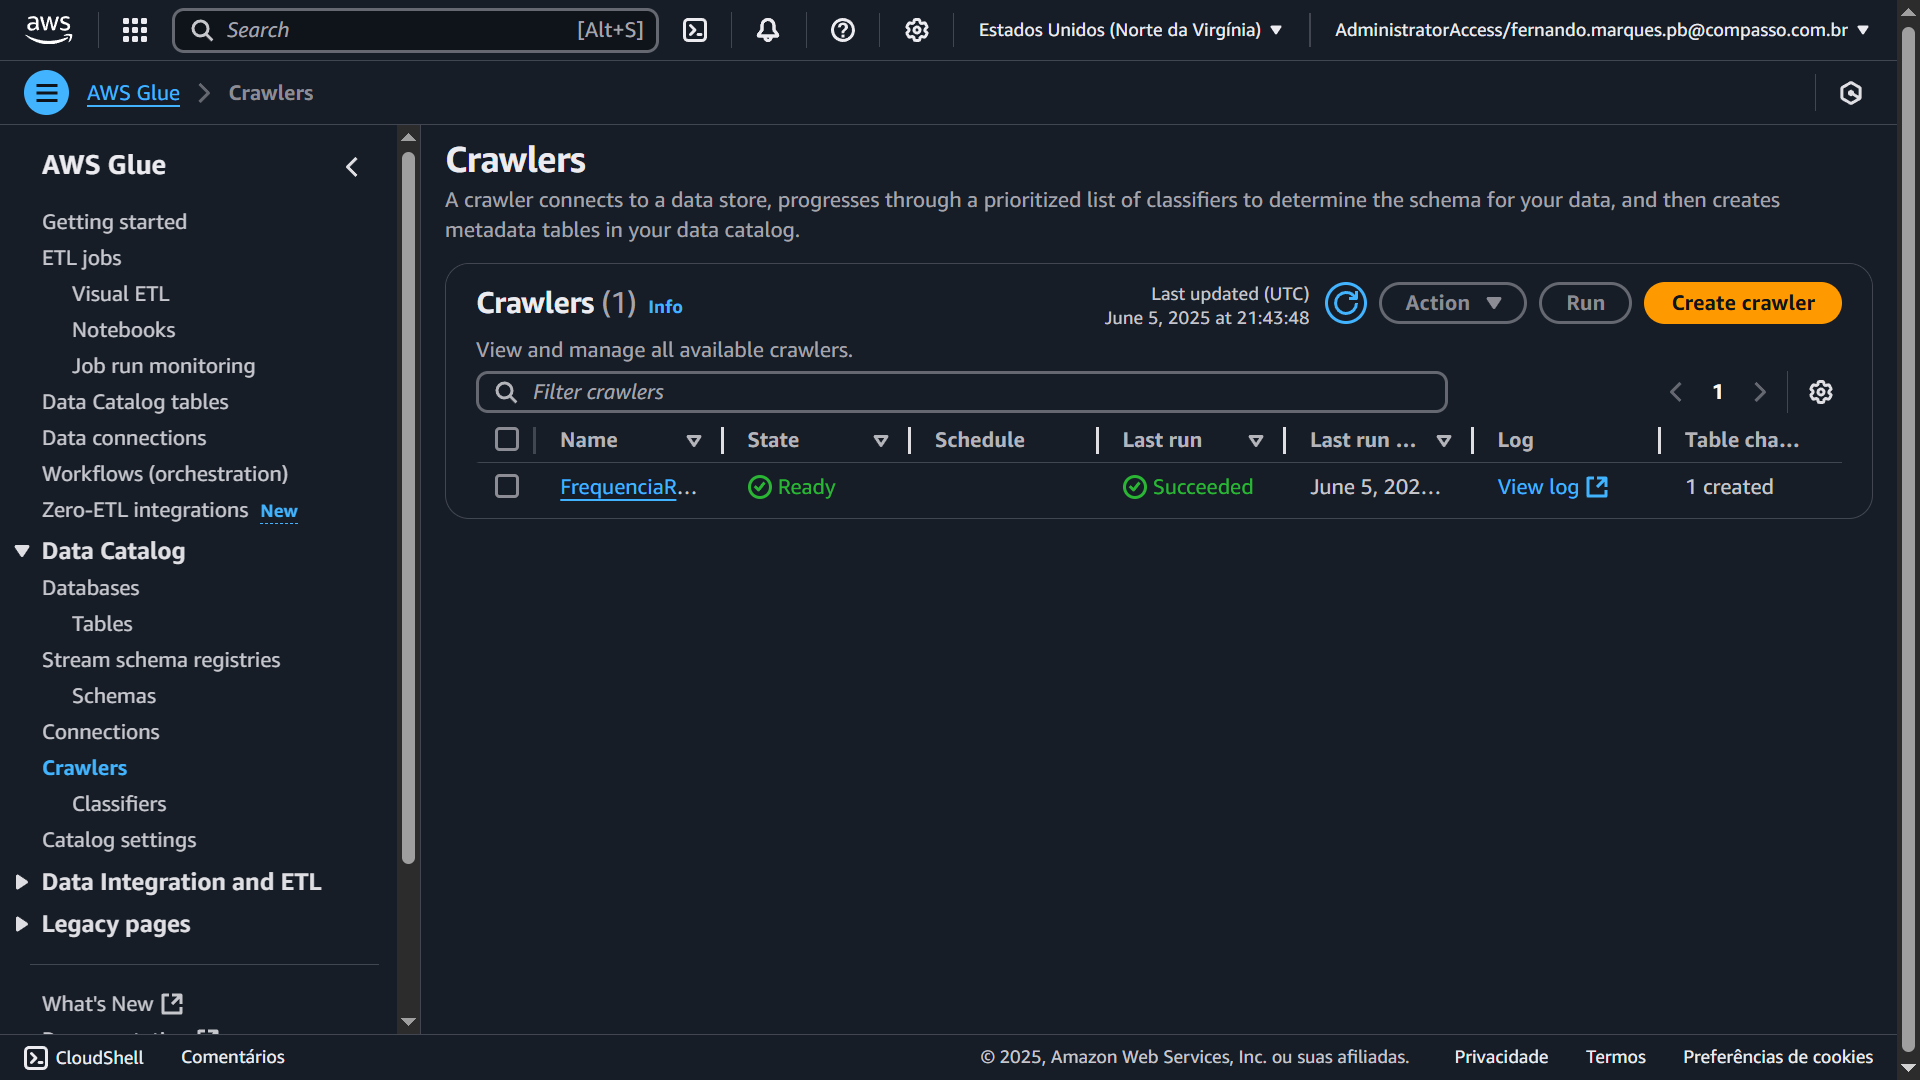 aws
Search [Alt+S]
Estados Unidos (Norte da Virgínia)
AdministratorAccess/fernando.marques.pb@compasso.com.br
AWS Glue
Crawlers
AWS Glue
Getting started
ETL jobs
Visual ETL
Notebooks
Job run monitoring
Data Catalog tables
Data connections
Workflows (orchestration)
Zero-ETL integrations New
Data Catalog
Databases
Tables
Stream schema registries
Schemas
Connections
Crawlers
Classifiers
Catalog settings
Data Integration and ETL
Legacy pages
What's New
Crawlers
A crawler connects to a data store, progresses through a prioritized list of classifiers to determine the schema for your data, and then creates
metadata tables in your data catalog.
Crawlers (1) Info
Last updated (UTC)
June 5, 2025 at 21:43:48
Action
Run
Create crawler
View and manage all available crawlers.
Filter crawlers
1
Name State Schedule Last run Last run ... Log Table cha...
FrequenciaR... Ready Succeeded June 5, 202... View log 1 created
CloudShell Comentários © 2025, Amazon Web Services, Inc. ou suas afiliadas. Privacidade Termos Preferências de cookies